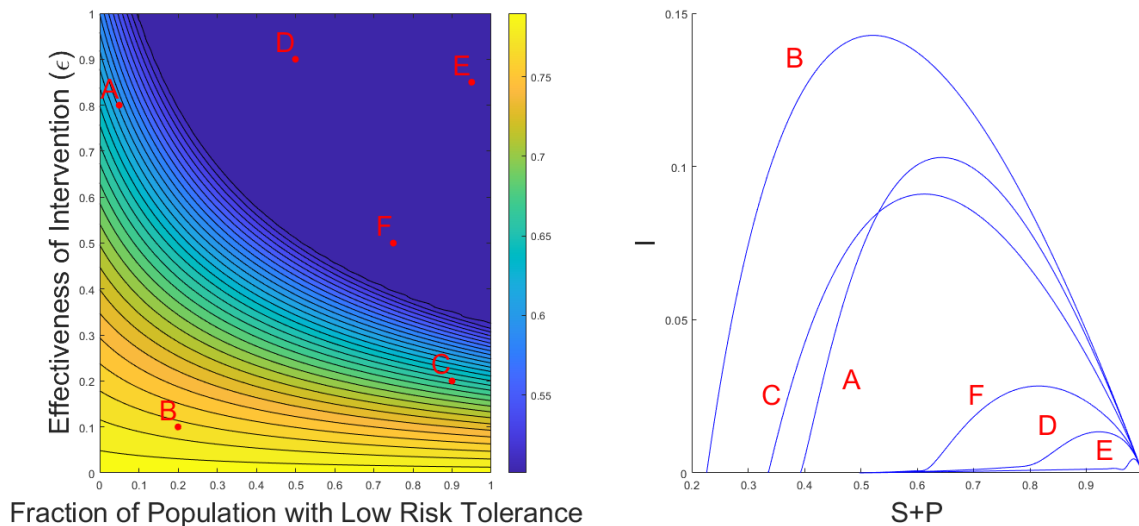 Effectiveness of Intervention (ϵ)
1
0.9
0.8
0.7
0.6
0.5
0.4
0.3
0.2
0.1
0
A
D
E
F
C
B
0
0.1
0.2
0.3
0.4
0.5
0.6
0.7
0.8
0.9
1
Fraction of Population with Low Risk Tolerance
0.75
0.7
0.65
0.6
0.55
I
0.15
0.1
0.05
0
B
C
A
F
D
E
0.2
0.3
0.4
0.5
0.6
0.7
0.8
0.9
S+P